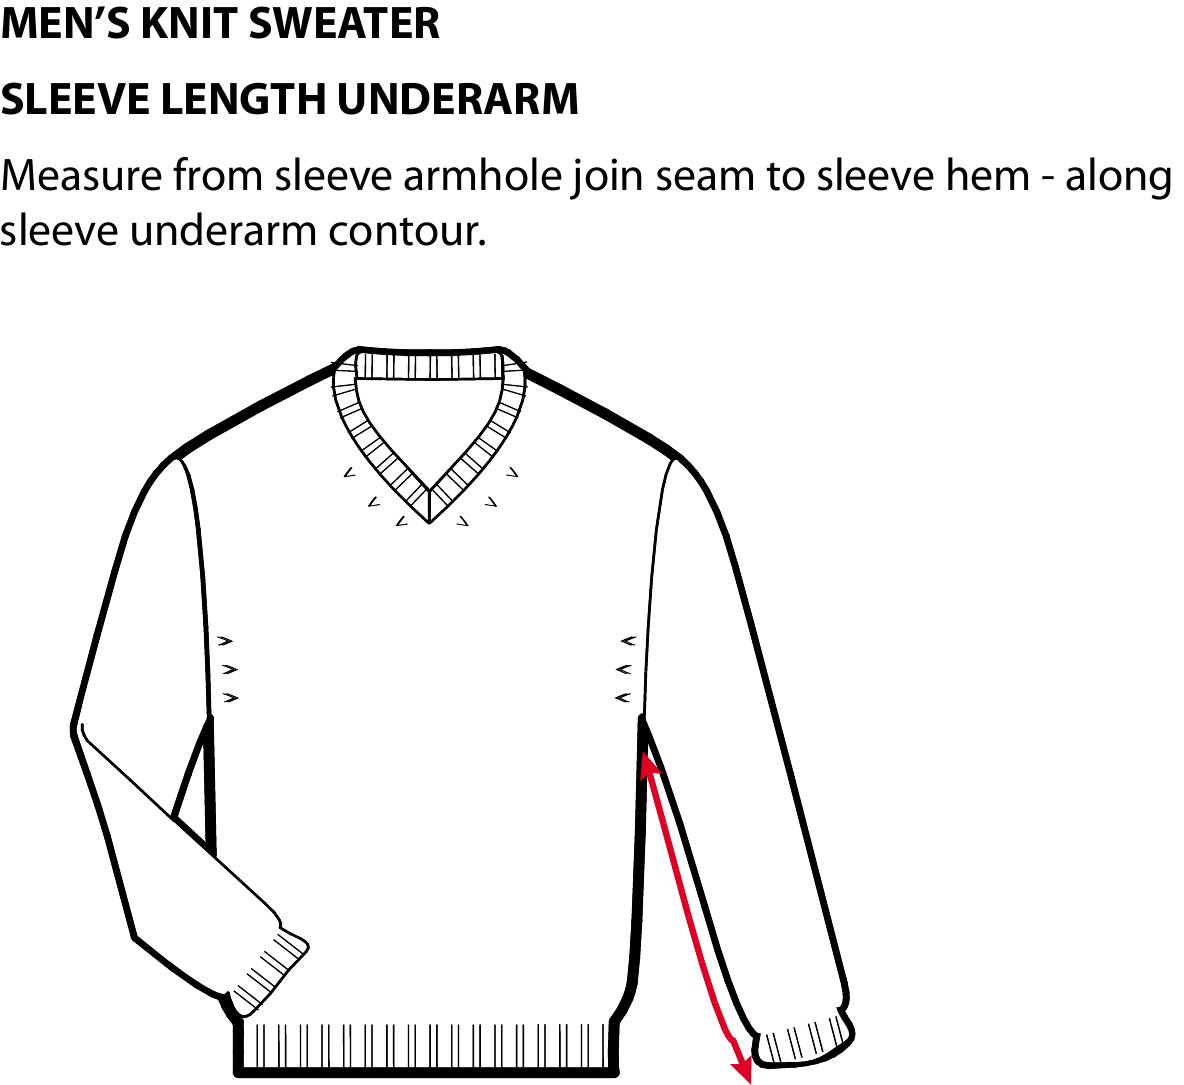 MEN’S KNIT SWEATER
SLEEVE LENGTH UNDERARM
Measure from sleeve armhole join seam to sleeve hem - along
sleeve underarm contour.